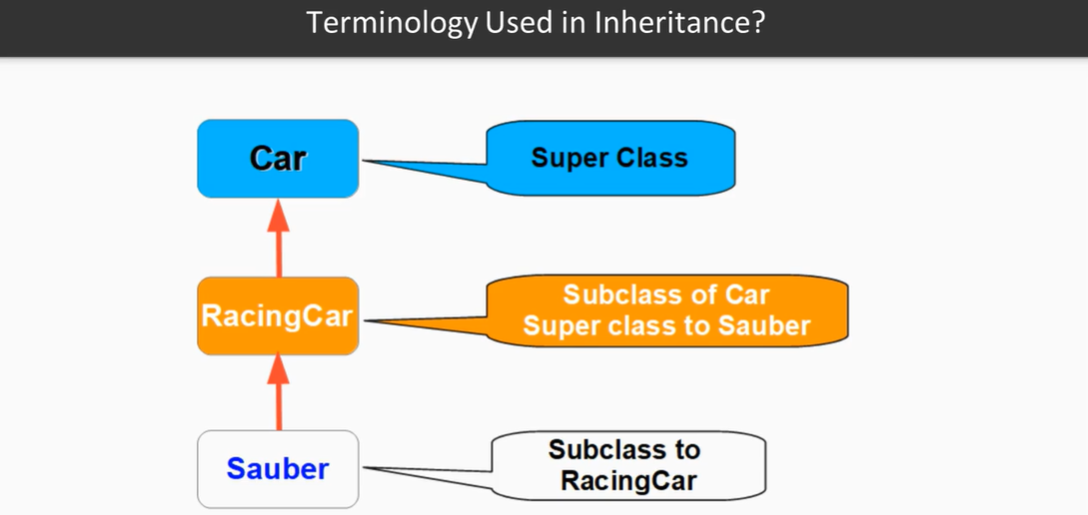 Terminology Used in Inheritance?
Car
Super Class
RacingCar
Subclass of Car
Super class to Sauber
Sauber
Subclass to
RacingCar